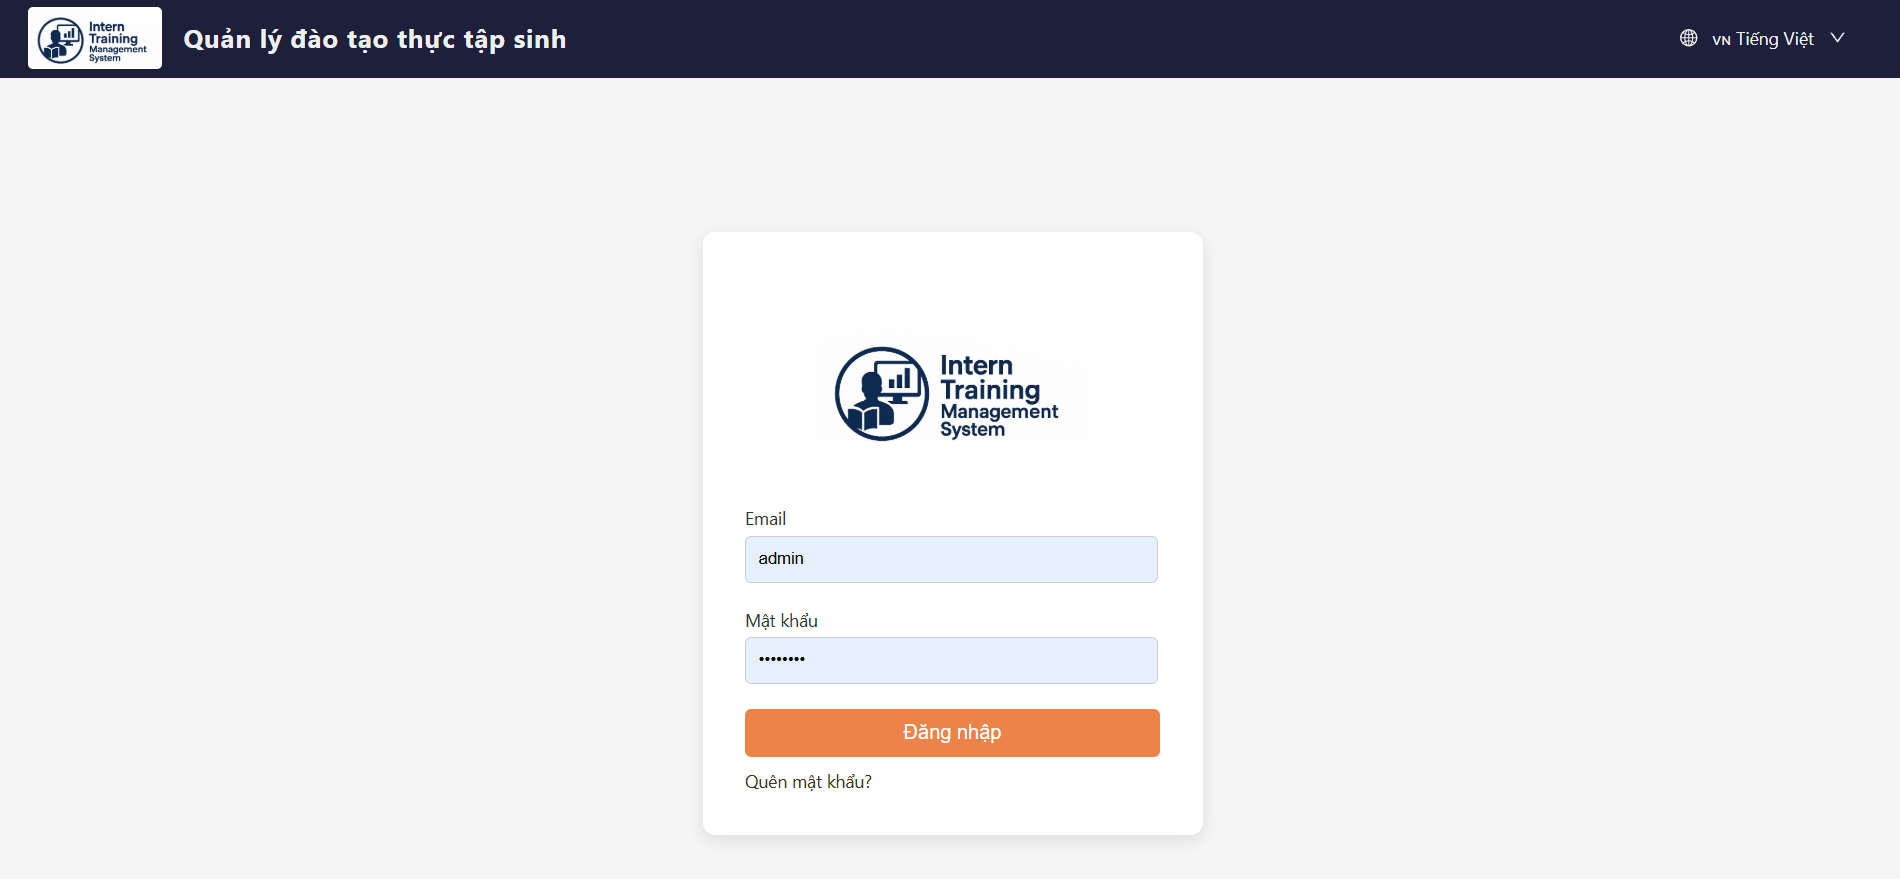 Intern
Training
Management
System
Quản lý đào tạo thực tập sinh
VN Tiếng Việt
Intern
Training
Management
System
Email
admin
Mật khẩu
••••••••
Đăng nhập
Quên mật khẩu?